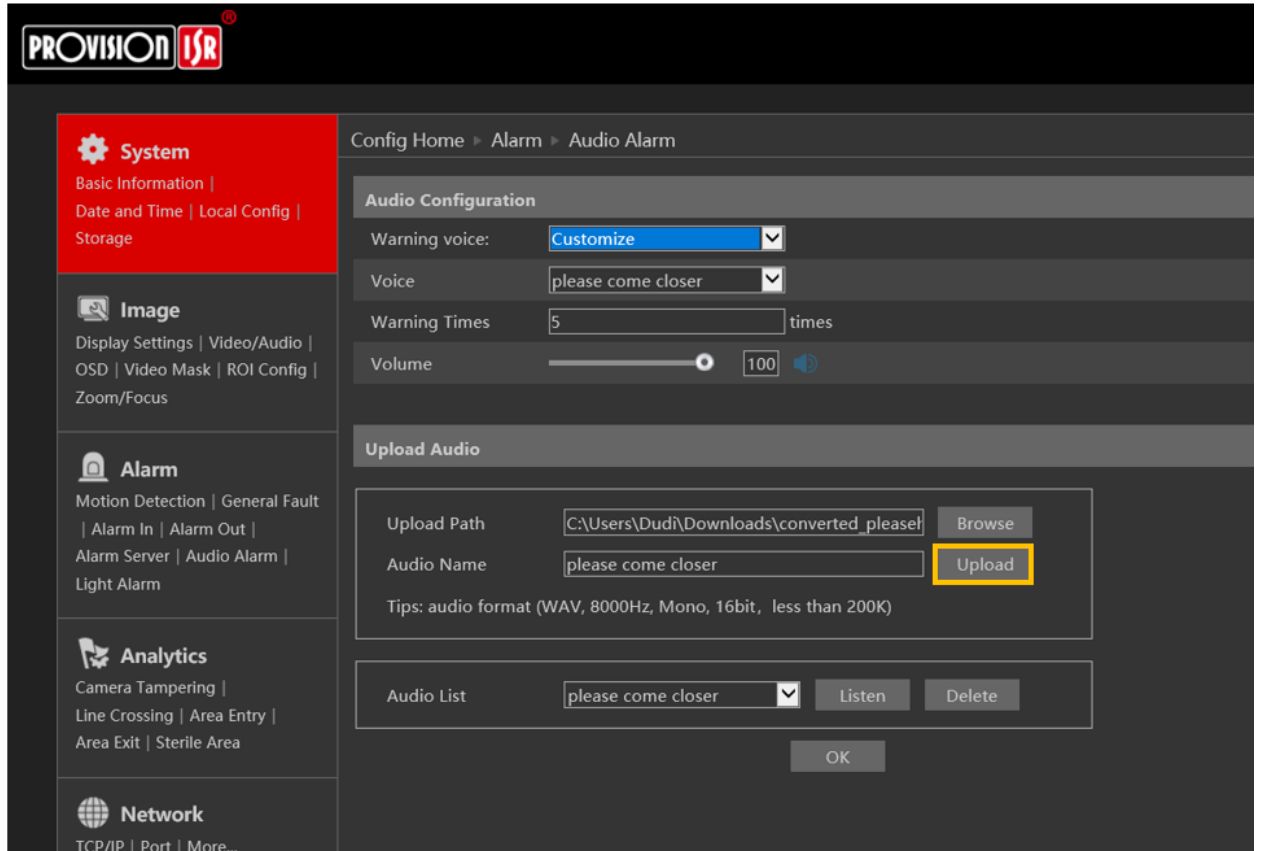 ®
PROVISION ISR
System
Basic Information |
Date and Time | Local Config |
Storage
Image
Display Settings | Video/Audio |
OSD | Video Mask | ROI Config |
Zoom/Focus
Alarm
Motion Detection | General Fault
| Alarm In | Alarm Out |
Alarm Server | Audio Alarm |
Light Alarm
Analytics
Camera Tampering |
Line Crossing | Area Entry |
Area Exit | Sterile Area
Network
TCP/IP | Port | More...
Config Home ▸ Alarm ▸ Audio Alarm
Audio Configuration
Warning voice: Customize
Voice please come closer
Warning Times 5 times
Volume 100
Upload Audio
Upload Path C:\Users\Dudi\Downloads\converted_please Browse
Audio Name please come closer Upload
Tips: audio format (WAV, 8000Hz, Mono, 16bit, less than 200K)
Audio List please come closer Listen Delete
OK